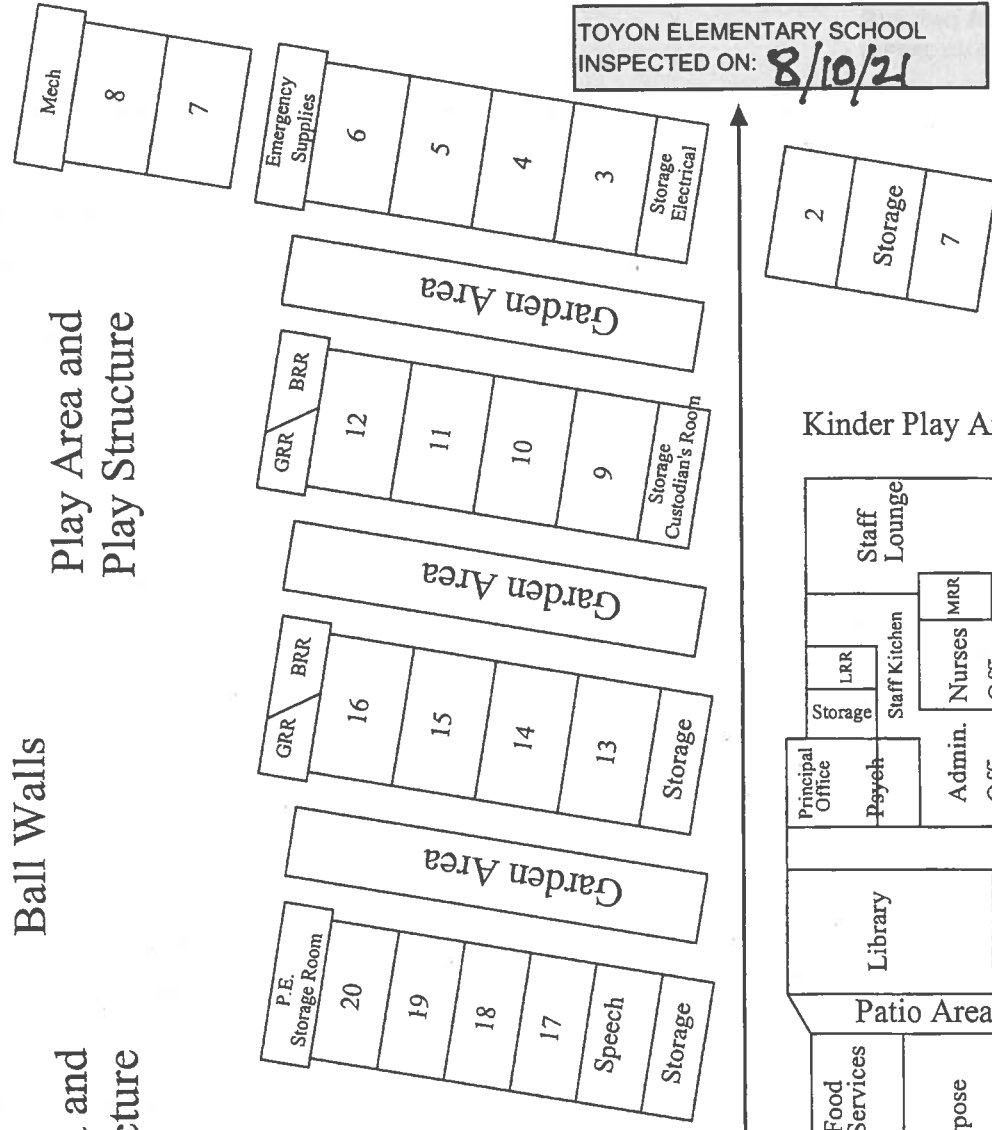 TOYON ELEMENTARY SCHOOL
INSPECTED ON: 8/10/21
Mech
8
7
Emergency
Supplies
6
5
4
3
Storage
Electrical
2
Storage
7
Garden Area
Play Area and
Play Structure
GRR
BRR
12
11
10
9
Storage
Custodian's Room
Kinder Play
Garden Area
Staff
Lounge
MRR
LRR
Staff Kitchen
Nurses
Storage
Principal
Office
Psych
Admin.
GRR
BRR
16
15
14
13
Storage
Ball Walls
Garden Area
Library
Patio Area
P.E.
Storage Room
20
19
18
17
Speech
Storage
Food
Services
and